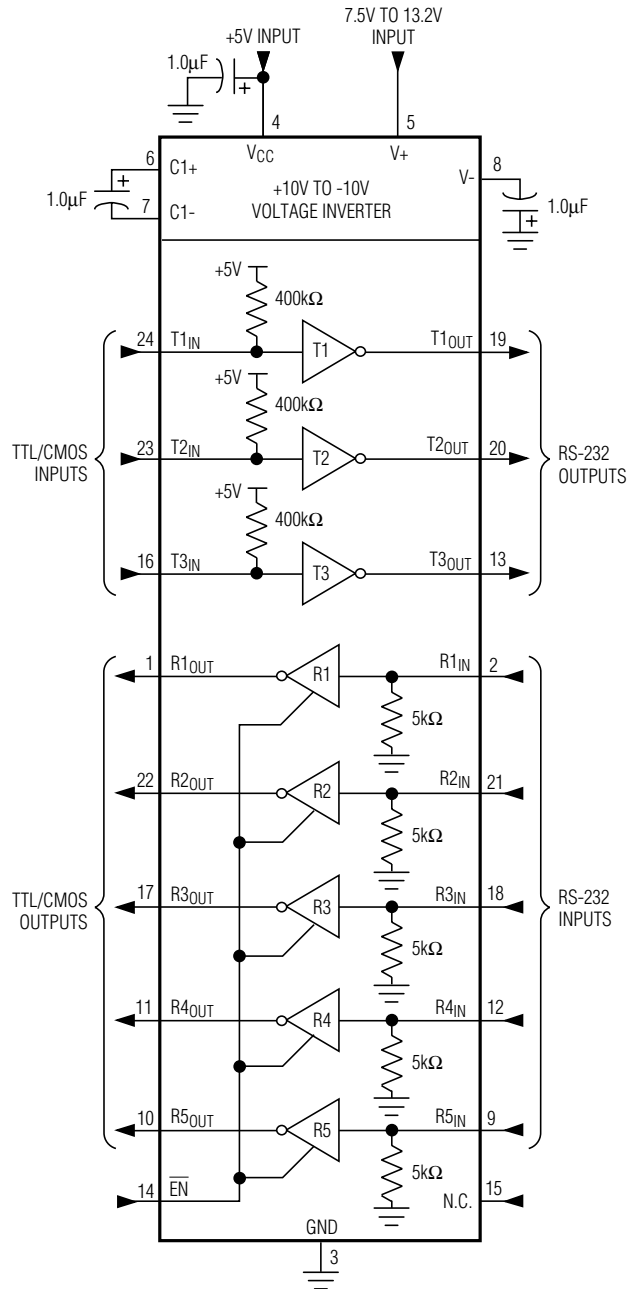 7.5V TO 13.2V
INPUT
+5V INPUT
1.0µF
+
4
5
VCC
V+
6
C1+
+10V TO -10V
VOLTAGE INVERTER
V-
8
1.0µF
+
7
C1-
+
1.0µF
+5V
400kΩ
24
T1IN
T1
T1OUT
19
+5V
400kΩ
TTL/CMOS
INPUTS
23
T2IN
T2
T2OUT
20
RS-232
OUTPUTS
+5V
400kΩ
16
T3IN
T3
T3OUT
13
1
R1OUT
R1
R1IN
2
5kΩ
22
R2OUT
R2
R2IN
21
5kΩ
TTL/CMOS
OUTPUTS
17
R3OUT
R3
R3IN
18
RS-232
INPUTS
5kΩ
11
R4OUT
R4
R4IN
12
5kΩ
10
R5OUT
R5
R5IN
9
5kΩ
14
E̅N̅
N.C.
15
GND
3